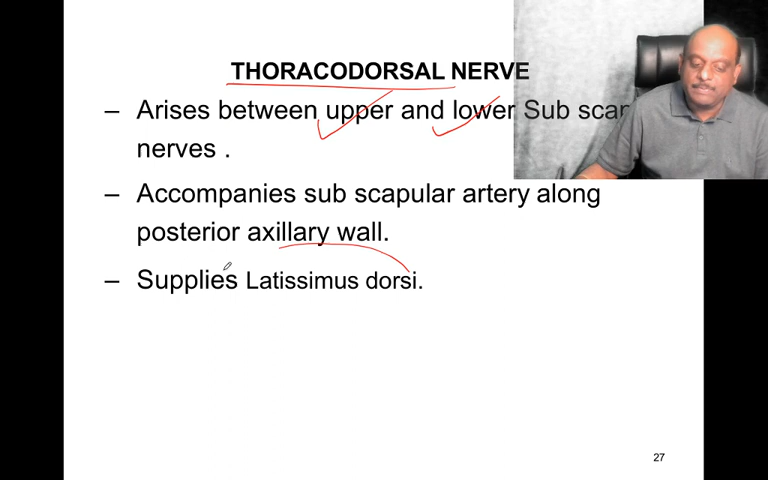 THORACODORSAL NERVE
– Arises between upper and lower Sub
nerves .
– Accompanies sub scapular artery along
posterior axillary wall.
– Supplies Latissimus dorsi.
27